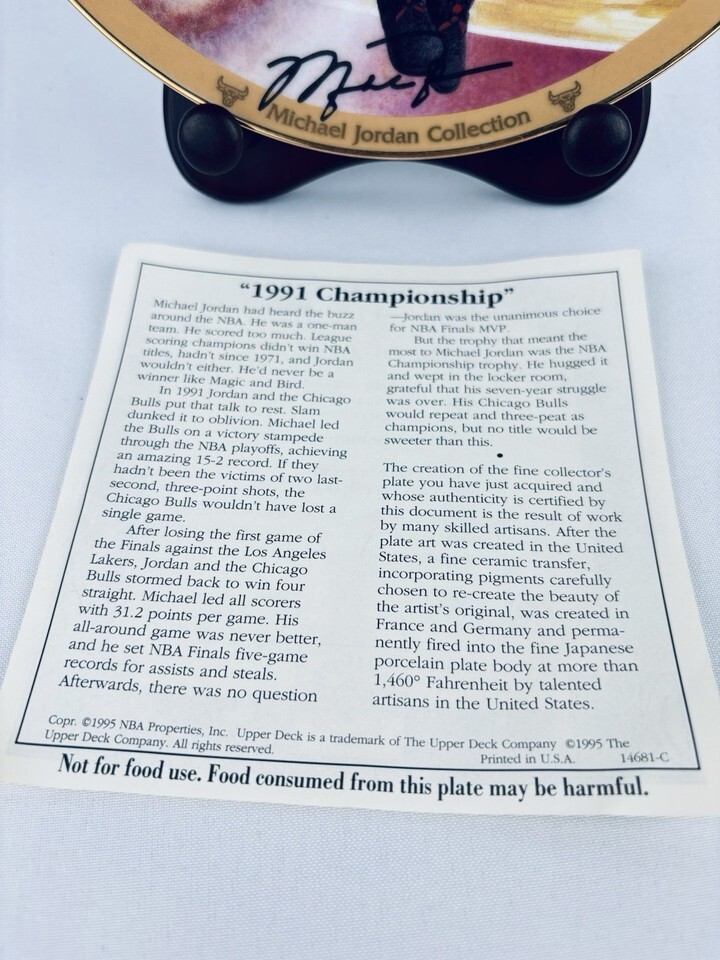 Michael Jordan Collection
“1991 Championship”
Michael Jordan had heard the buzz
around the NBA. He was a one-man
team. He scored too much. League
scoring champions didn’t win NBA
titles, hadn’t since 1971, and Jordan
wouldn’t either. He’d never be a
winner like Magic and Bird.
In 1991 Jordan and the Chicago
Bulls put that talk to rest. Slam
dunked it to oblivion. Michael led
the Bulls on a victory stampede
through the NBA playoffs, achieving
an amazing 15-2 record. If they
hadn’t been the victims of two last-
second, three-point shots, the
Chicago Bulls wouldn’t have lost a
single game.
After losing the first game of
the Finals against the Los Angeles
Lakers, Jordan and the Chicago
Bulls stormed back to win four
straight. Michael led all scorers
with 31.2 points per game. His
all-around game was never better,
and he set NBA Finals five-game
records for assists and steals.
Afterwards, there was no question
—Jordan was the unanimous choice
for NBA Finals MVP.
But the trophy that meant the
most to Michael Jordan was the NBA
Championship trophy. He hugged it
and wept in the locker room,
grateful that his seven-year struggle
was over. His Chicago Bulls
would repeat and three-peat as
champions, but no title would be
sweeter than this.
•
The creation of the fine collector’s
plate you have just acquired and
whose authenticity is certified by
this document is the result of work
by many skilled artisans. After the
plate art was created in the United
States, a fine ceramic transfer,
incorporating pigments carefully
chosen to re-create the beauty of
the artist’s original, was created in
France and Germany and perma-
nently fired into the fine Japanese
porcelain plate body at more than
1,460° Fahrenheit by talented
artisans in the United States.
Copr. ©1995 NBA Properties, Inc. Upper Deck is a trademark of The Upper Deck Company ©1995 The
Upper Deck Company. All rights reserved.
Printed in U.S.A. 14681-C
Not for food use. Food consumed from this plate may be harmful.